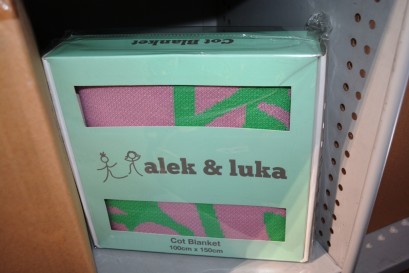 Cot Blanket
alek & luka
Cot Blanket
100cm x 150cm